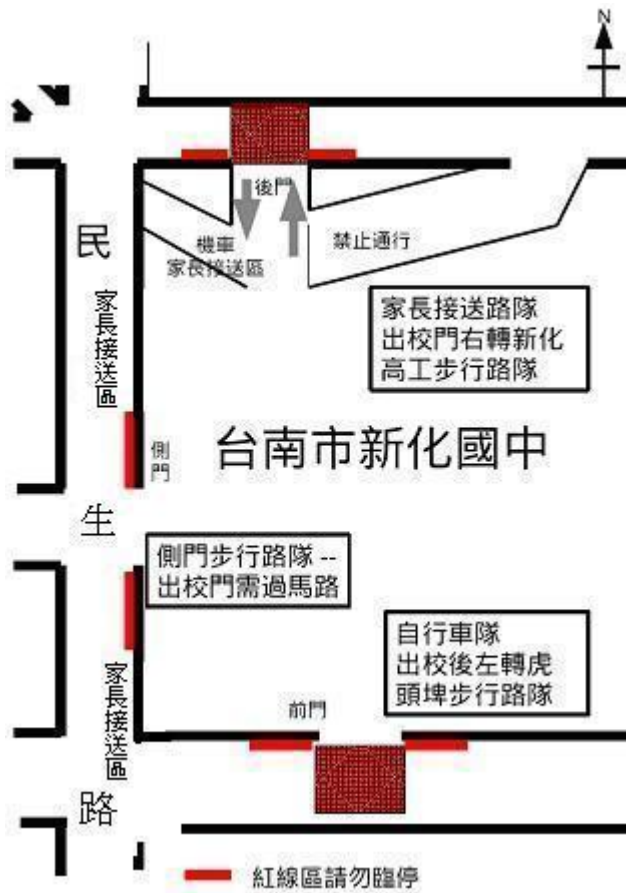 N
後門
機車
家長接送區
禁止通行
民生路
家長接送區
家長接送路隊
出校門右轉新化
高工步行路隊
側門
台南市新化國中
側門步行路隊 --
出校門需過馬路
自行車隊
出校後左轉虎
頭埤步行路隊
家長接送區
前門
紅線區請勿臨停